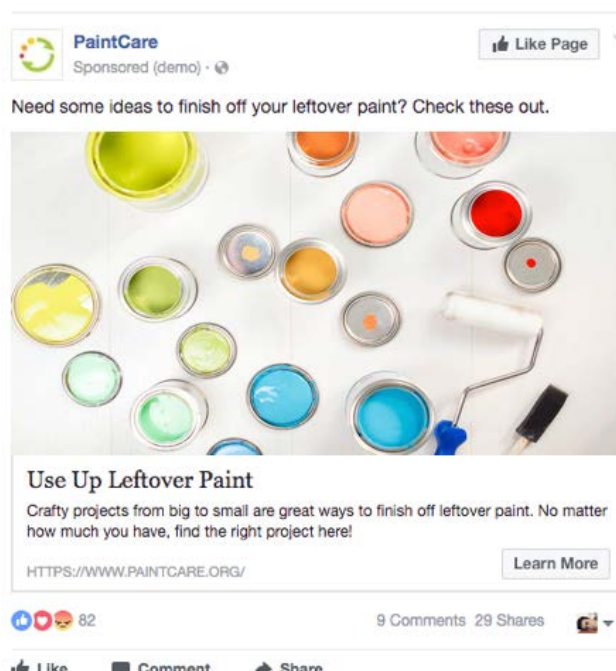 PaintCare
Like Page
Sponsored (demo) ·
Need some ideas to finish off your leftover paint? Check these out.
Use Up Leftover Paint
Crafty projects from big to small are great ways to finish off leftover paint. No matter
how much you have, find the right project here!
HTTPS://WWW.PAINTCARE.ORG/
Learn More
82
9 Comments 29 Shares
Like Comment Share